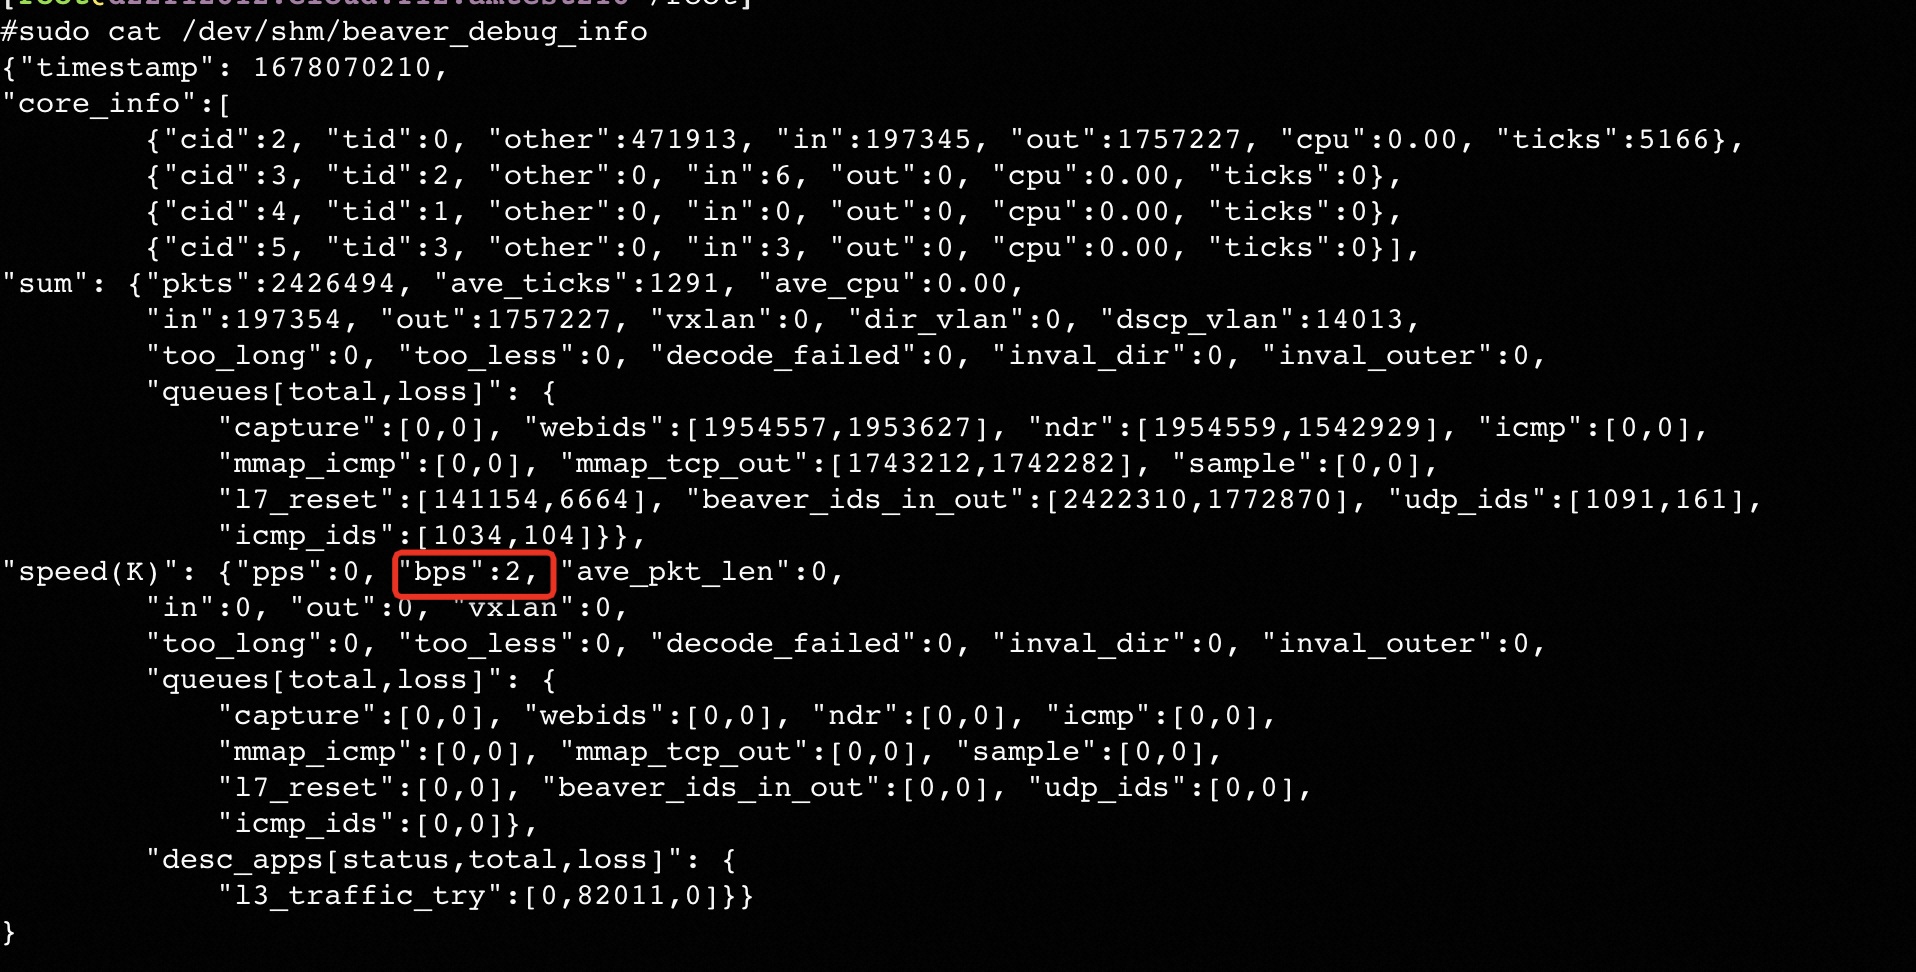 #sudo cat /dev/shm/beaver_debug_info
{"timestamp": 1678070210,
"core_info":[
{"cid":2, "tid":0, "other":471913, "in":197345, "out":1757227, "cpu":0.00, "ticks":5166},
{"cid":3, "tid":2, "other":0, "in":6, "out":0, "cpu":0.00, "ticks":0},
{"cid":4, "tid":1, "other":0, "in":0, "out":0, "cpu":0.00, "ticks":0},
{"cid":5, "tid":3, "other":0, "in":3, "out":0, "cpu":0.00, "ticks":0}],
"sum": {"pkts":2426494, "ave_ticks":1291, "ave_cpu":0.00,
"in":197354, "out":1757227, "vxlan":0, "dir_vlan":0, "dscp_vlan":14013,
"too_long":0, "too_less":0, "decode_failed":0, "inval_dir":0, "inval_outer":0,
"queues[total,loss]": {
"capture":[0,0], "webids":[1954557,1953627], "ndr":[1954559,1542929], "icmp":[0,0],
"mmap_icmp":[0,0], "mmap_tcp_out":[1743212,1742282], "sample":[0,0],
"l7_reset":[141154,6664], "beaver_ids_in_out":[2422310,1772870], "udp_ids":[1091,161],
"icmp_ids":[1034,104]}},
"speed(K)": {"pps":0, "bps":2, "ave_pkt_len":0,
"in":0, "out":0, "vxlan":0,
"too_long":0, "too_less":0, "decode_failed":0, "inval_dir":0, "inval_outer":0,
"queues[total,loss]": {
"capture":[0,0], "webids":[0,0], "ndr":[0,0], "icmp":[0,0],
"mmap_icmp":[0,0], "mmap_tcp_out":[0,0], "sample":[0,0],
"l7_reset":[0,0], "beaver_ids_in_out":[0,0], "udp_ids":[0,0],
"icmp_ids":[0,0]},
"desc_apps[status,total,loss]": {
"l3_traffic_try":[0,82011,0]}}
}